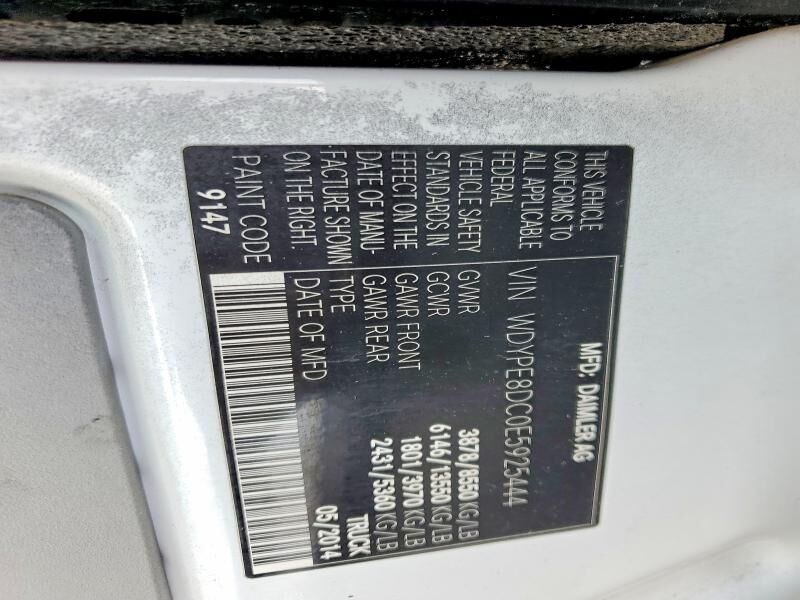 MFD: DAIMLER AG
VIN WDYPE8DC0E5925444
THIS VEHICLE
CONFORMS TO
ALL APPLICABLE
FEDERAL
VEHICLE SAFETY
STANDARDS IN
EFFECT ON THE
DATE OF MANU-
FACTURE SHOWN
ON THE RIGHT
GVWR 3878/8550 KG/LB
GCWR 6146/13550 KG/LB
GAWR FRONT 1801/3970 KG/LB
GAWR REAR 2431/5360 KG/LB
TYPE TRUCK
DATE OF MFD 05/2014
PAINT CODE
9147